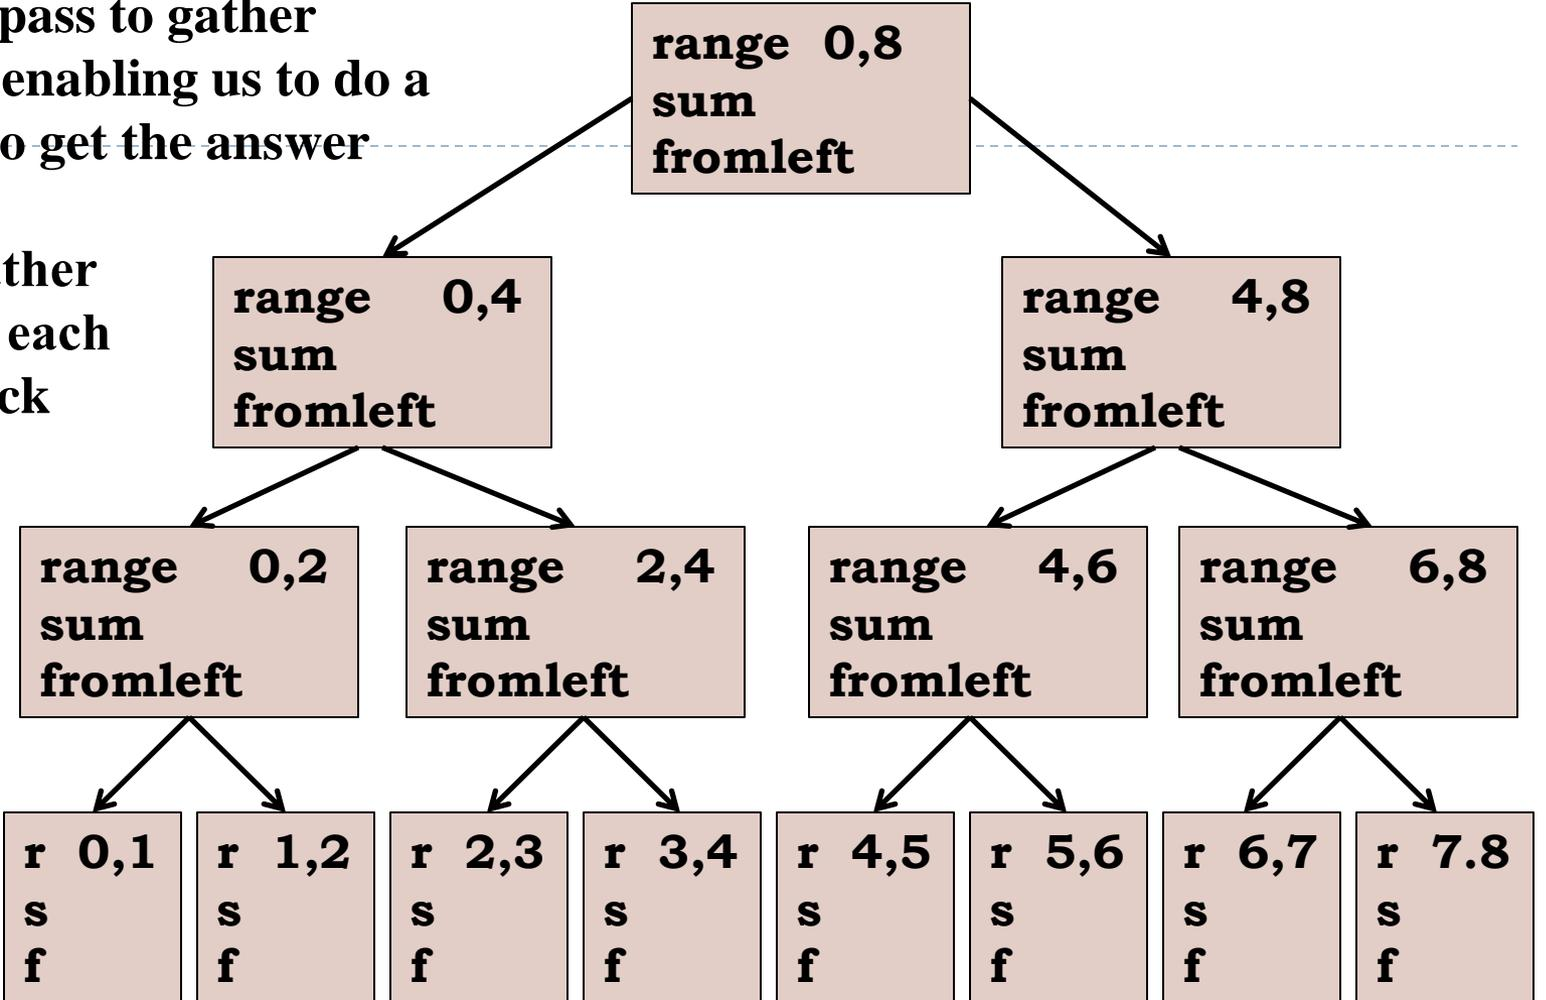 pass to gather
enabling us to do a
o get the answer
ther
each
ck
range 0,8
sum
fromleft
range 0,4
sum
fromleft
range 4,8
sum
fromleft
range 0,2
sum
fromleft
range 2,4
sum
fromleft
range 4,6
sum
fromleft
range 6,8
sum
fromleft
r 0,1
s
f
r 1,2
s
f
r 2,3
s
f
r 3,4
s
f
r 4,5
s
f
r 5,6
s
f
r 6,7
s
f
r 7.8
s
f